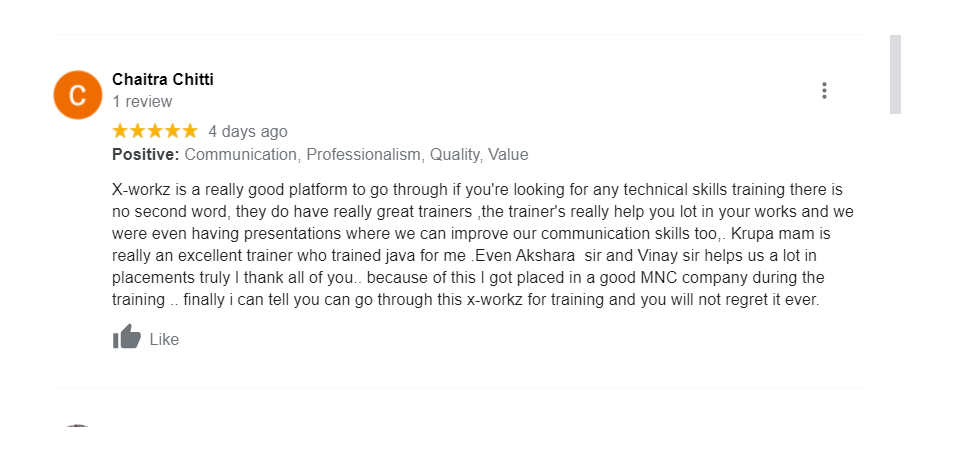 C
Chaitra Chitti
1 review
4 days ago
Positive: Communication, Professionalism, Quality, Value
X-workz is a really good platform to go through if you're looking for any technical skills training there is
no second word, they do have really great trainers ,the trainer's really help you lot in your works and we
were even having presentations where we can improve our communication skills too,. Krupa mam is
really an excellent trainer who trained java for me .Even Akshara  sir and Vinay sir helps us a lot in
placements truly I thank all of you.. because of this I got placed in a good MNC company during the
training .. finally i can tell you can go through this x-workz for training and you will not regret it ever.
Like